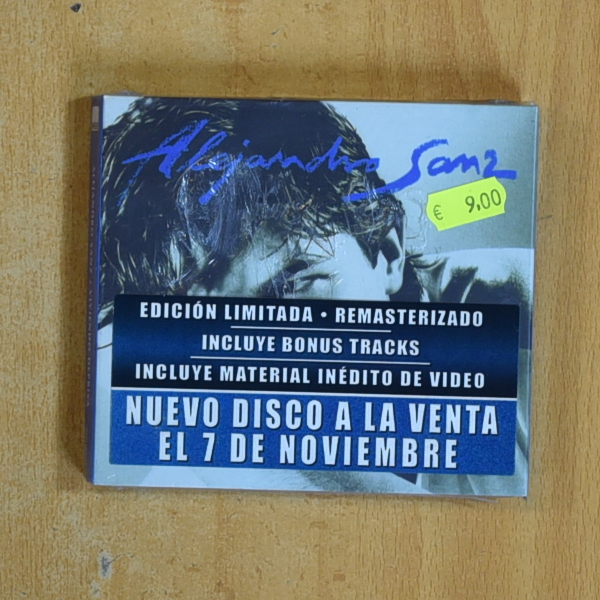 Alejandro Sanz
€ 9,00
EDICIÓN LIMITADA • REMASTERIZADO
INCLUYE BONUS TRACKS
INCLUYE MATERIAL INÉDITO DE VIDEO
NUEVO DISCO A LA VENTA
EL 7 DE NOVIEMBRE